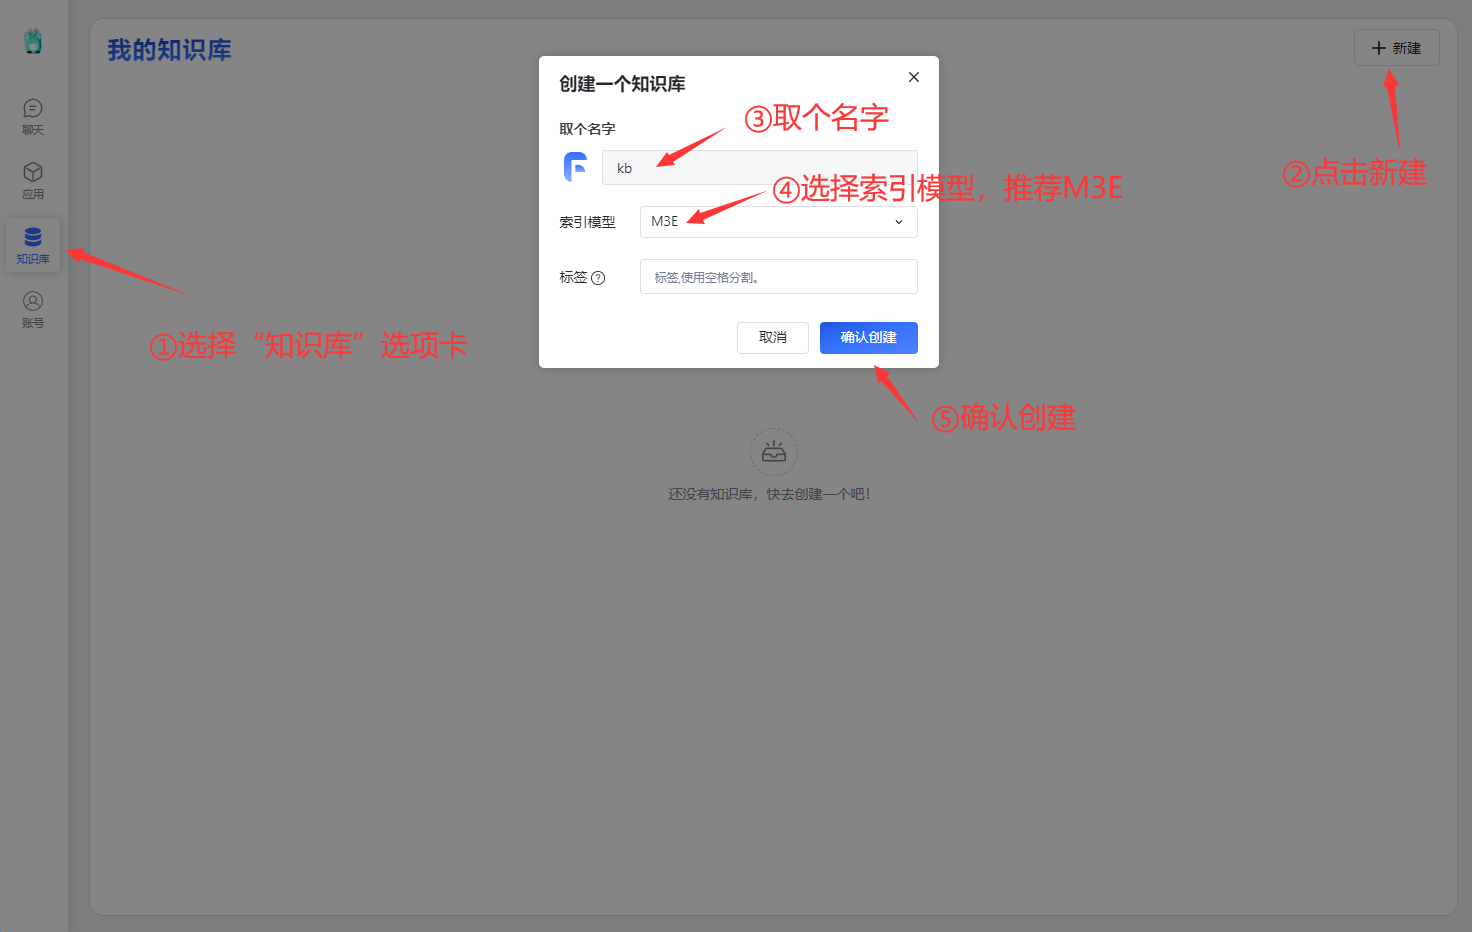 我的知识库
新建
聊天
应用
知识库
账号
创建一个知识库
取个名字
kb
索引模型
M3E
标签
标签,使用空格分割。
取消
确认创建
还没有知识库，快去创建一个吧！
①选择“知识库”选项卡
②点击新建
③取个名字
④选择索引模型，推荐M3E
⑤确认创建